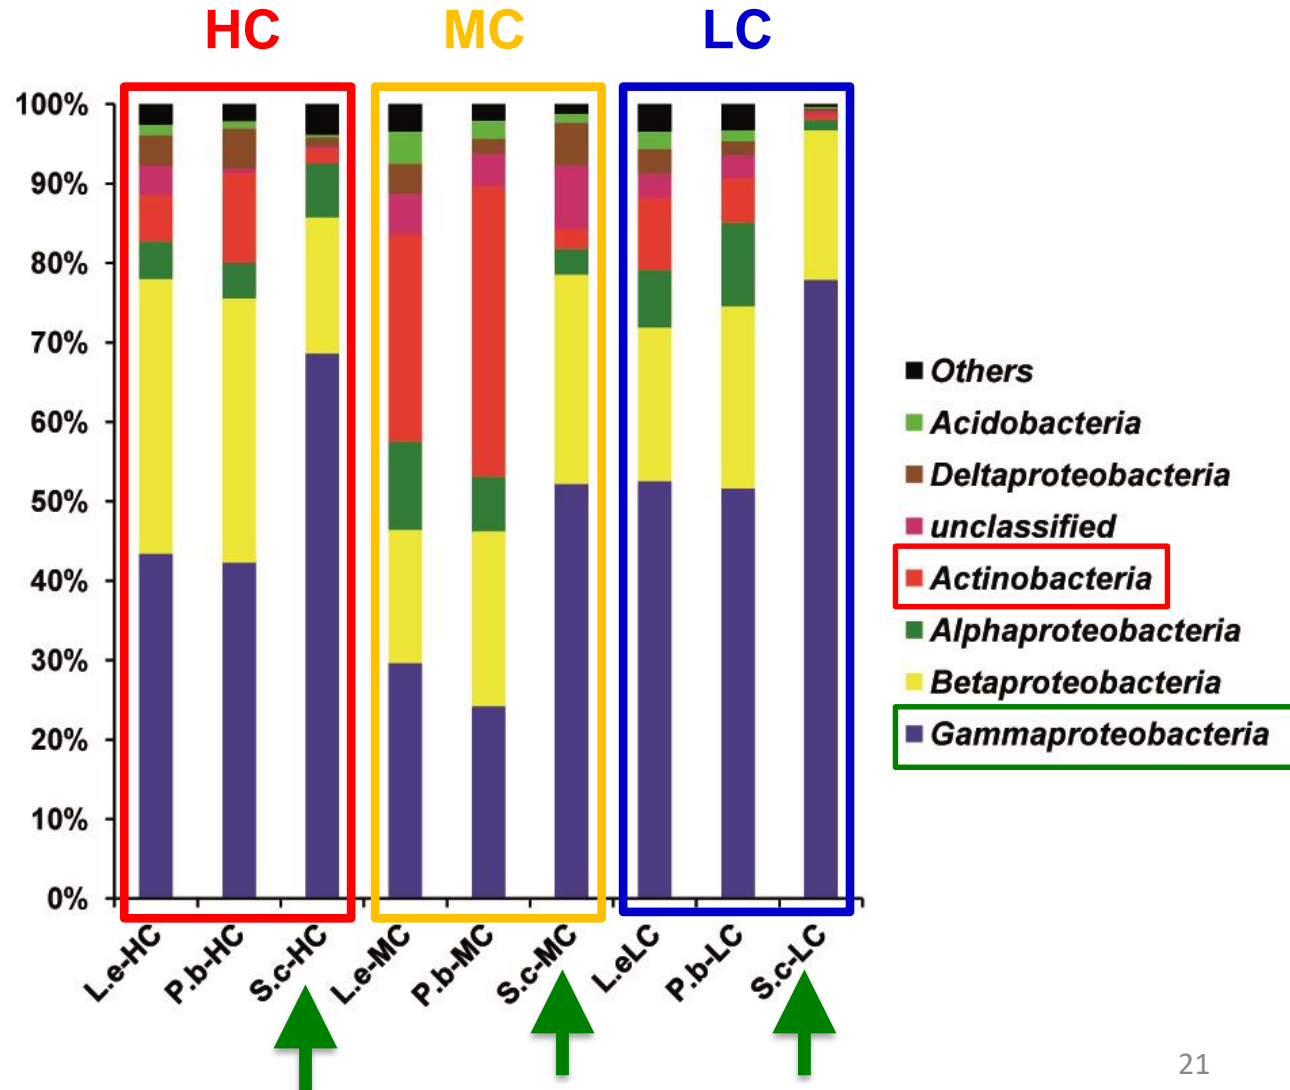 HC MC LC
100%
90%
80%
70%
60%
50%
40%
30%
20%
10%
0%
L.e-HC P.b-HC S.c-HC L.e-MC P.b-MC S.c-MC L.eLC P.b-LC S.c-LC
Others
Acidobacteria
Deltaproteobacteria
unclassified
Actinobacteria
Alphaproteobacteria
Betaproteobacteria
Gammaproteobacteria
21